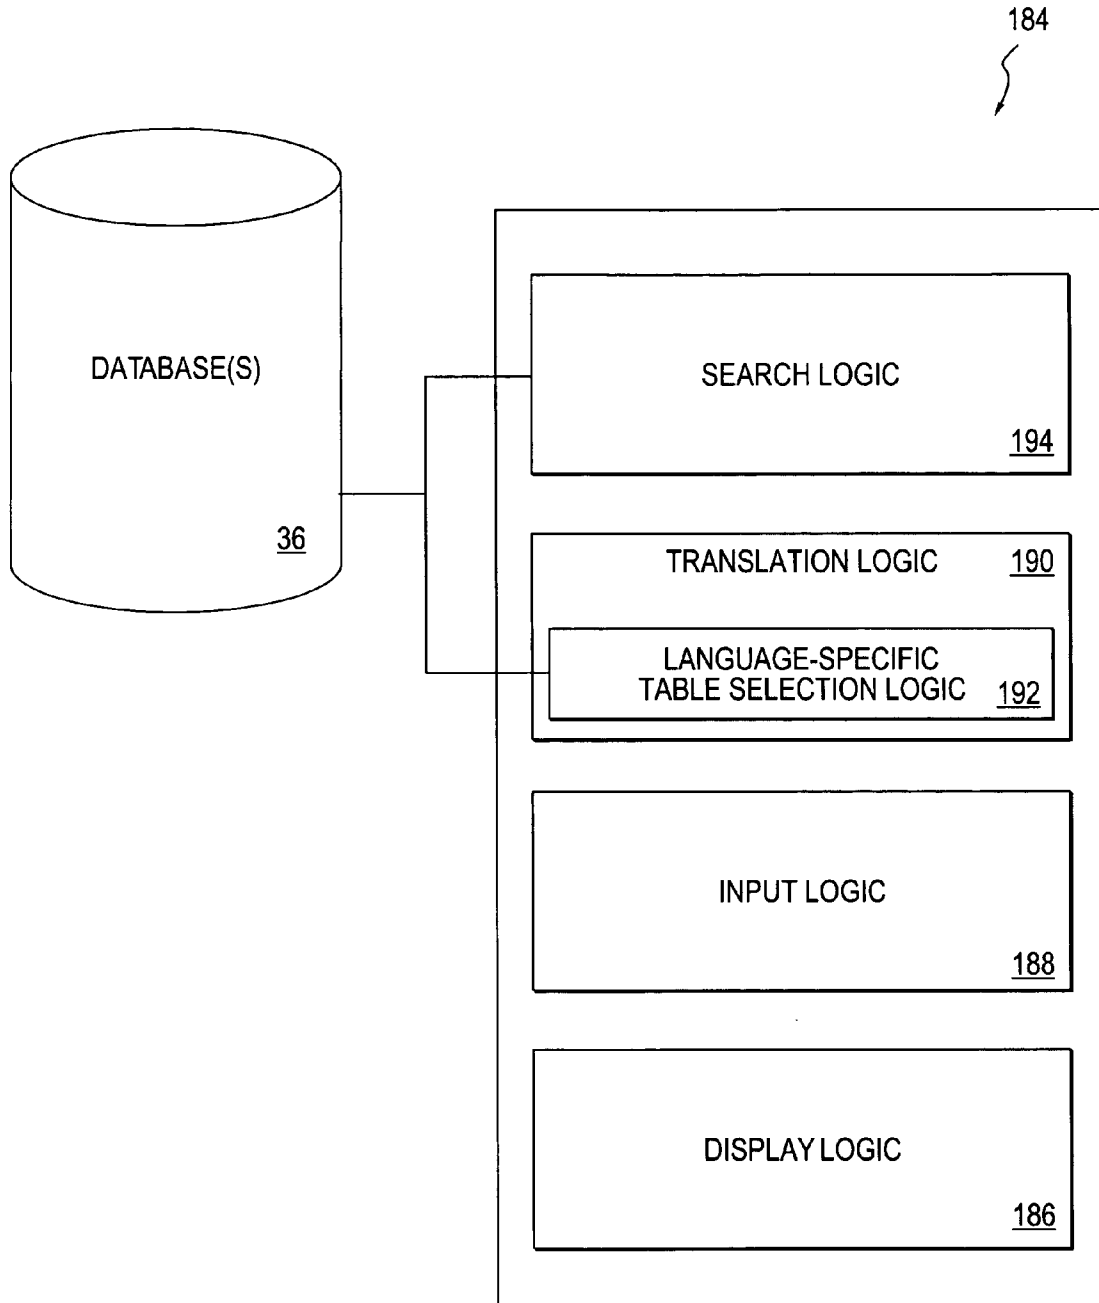 184
DATABASE(S)
36
SEARCH LOGIC
194
TRANSLATION LOGIC 190
LANGUAGE-SPECIFIC
TABLE SELECTION LOGIC 192
INPUT LOGIC
188
DISPLAY LOGIC
186